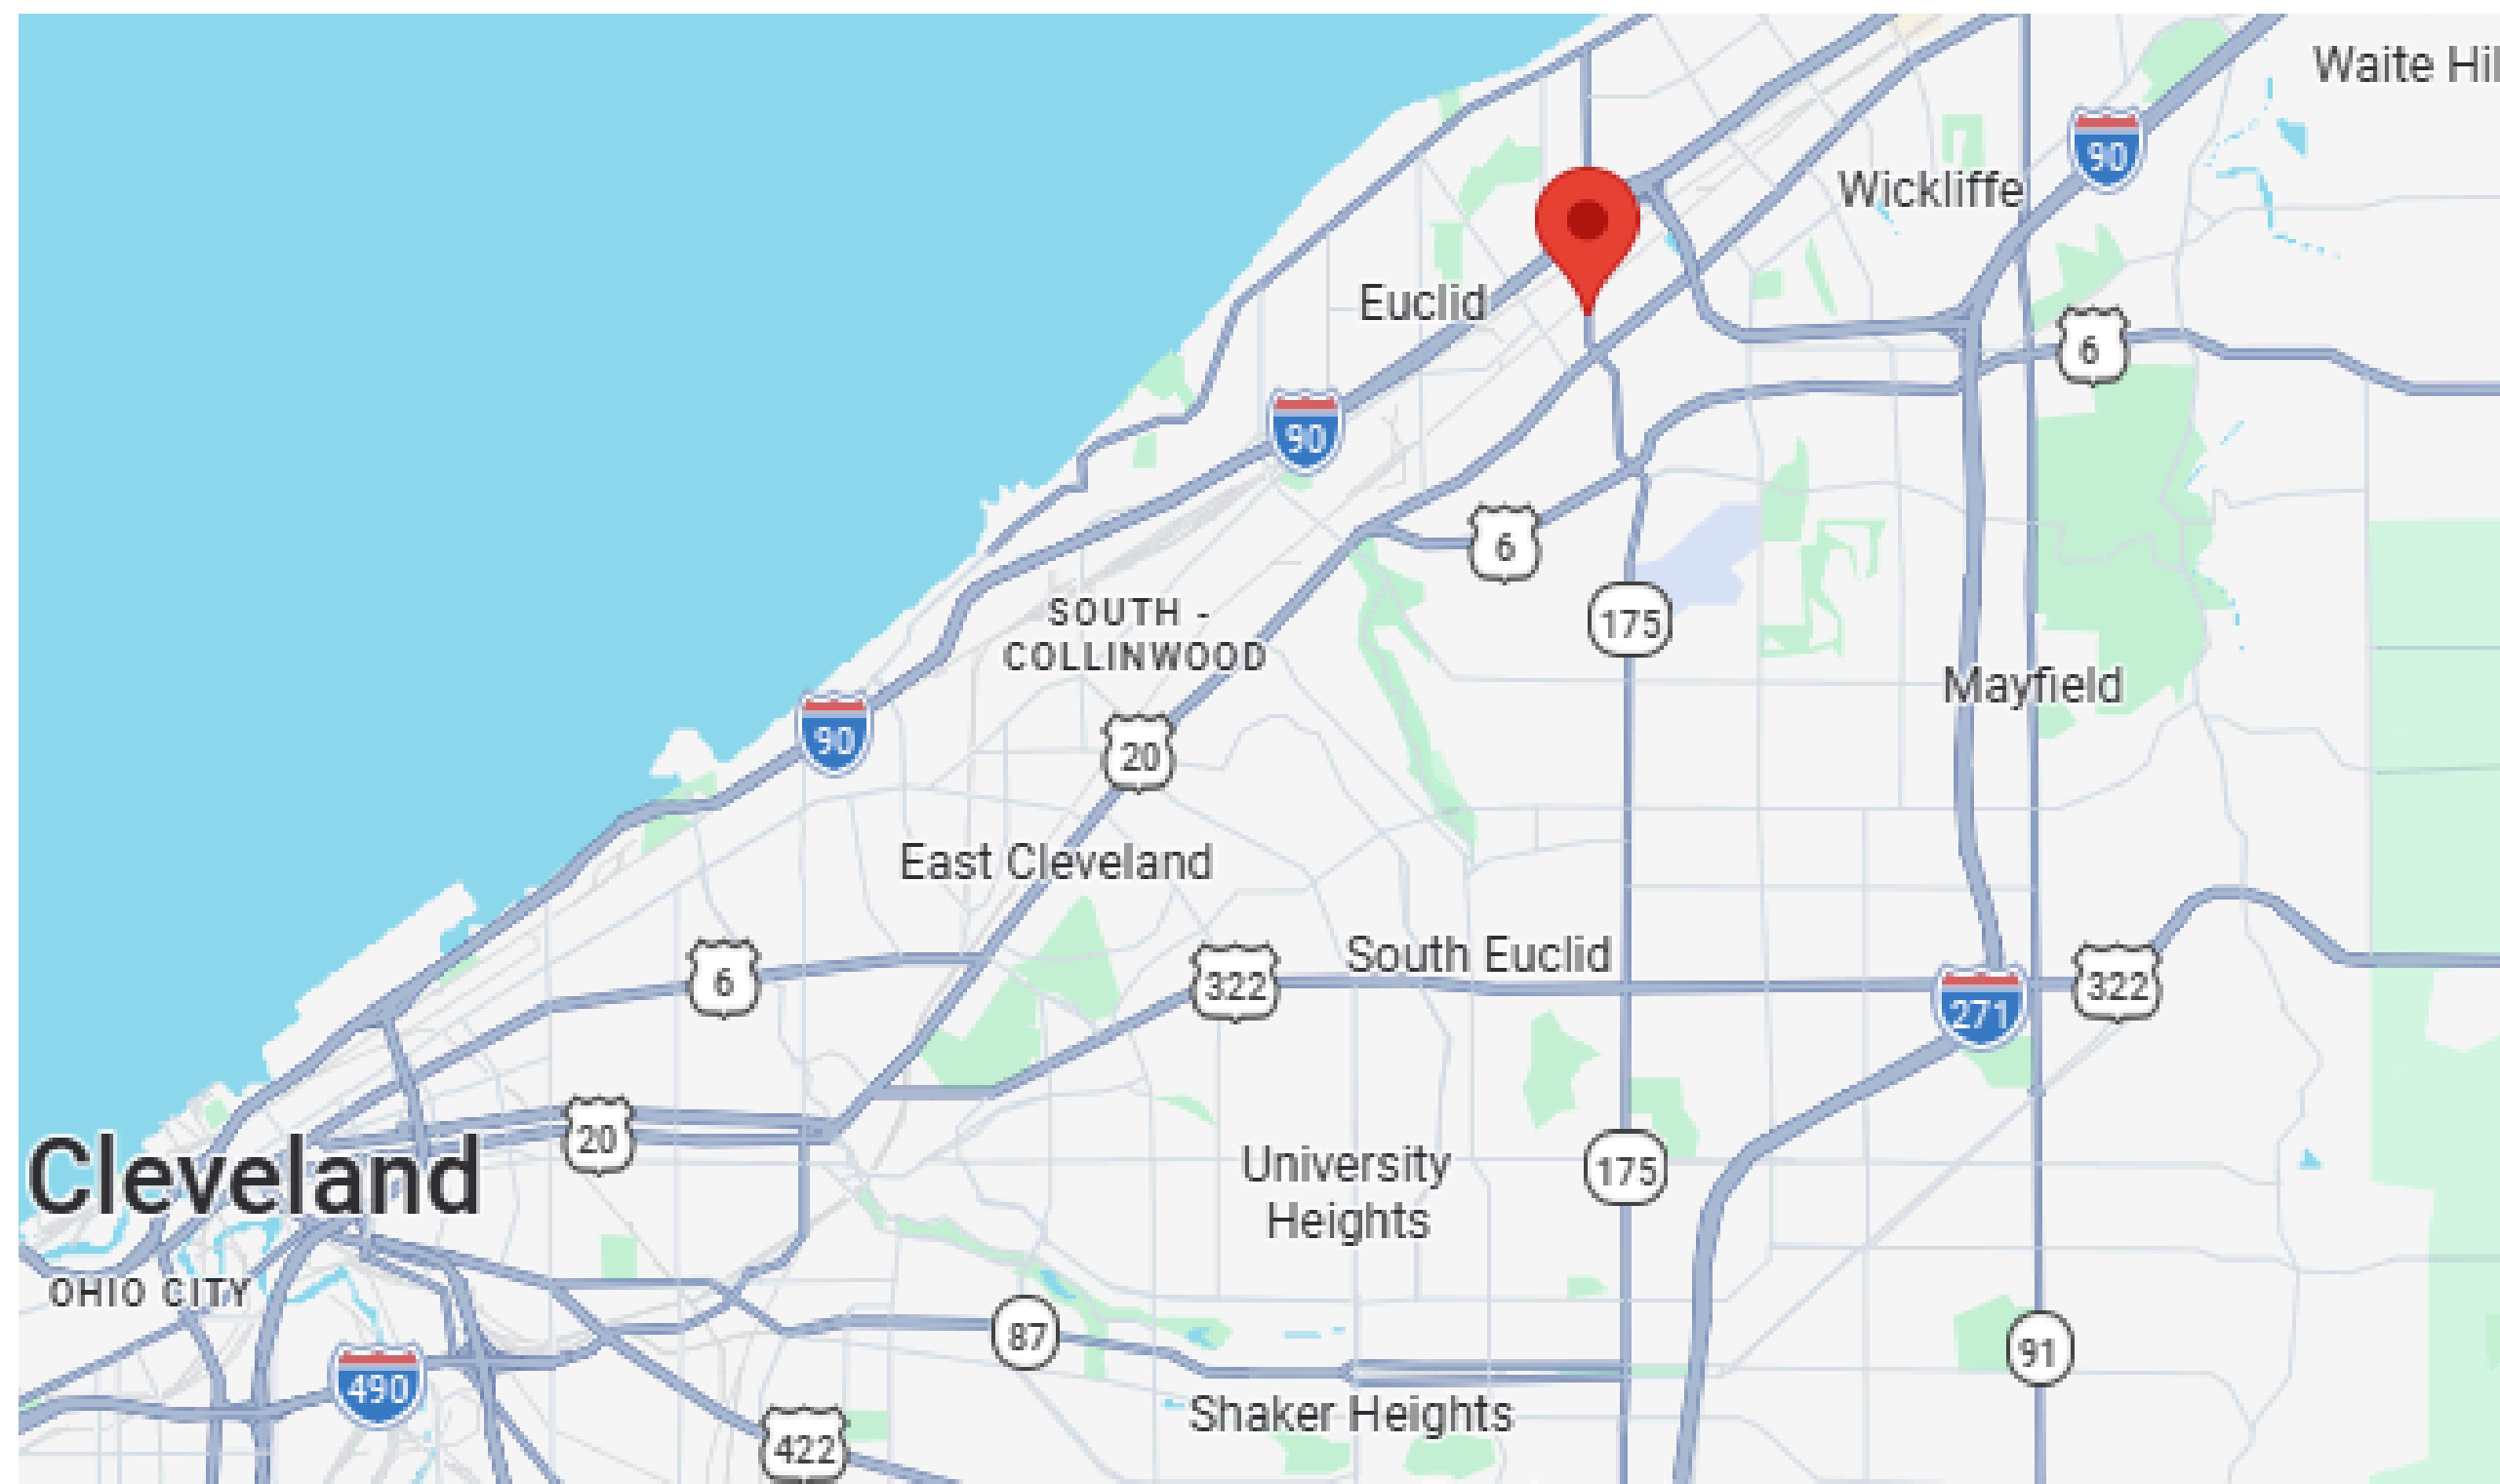 Waite Hil
90
Wickliffe
Euclid
6
90
6
SOUTH -
COLLINWOOD
175
Mayfield
90
20
East Cleveland
South Euclid
6
322
322
271
20
Cleveland
University
Heights
175
OHIO CITY
87
91
490
Shaker Heights
422